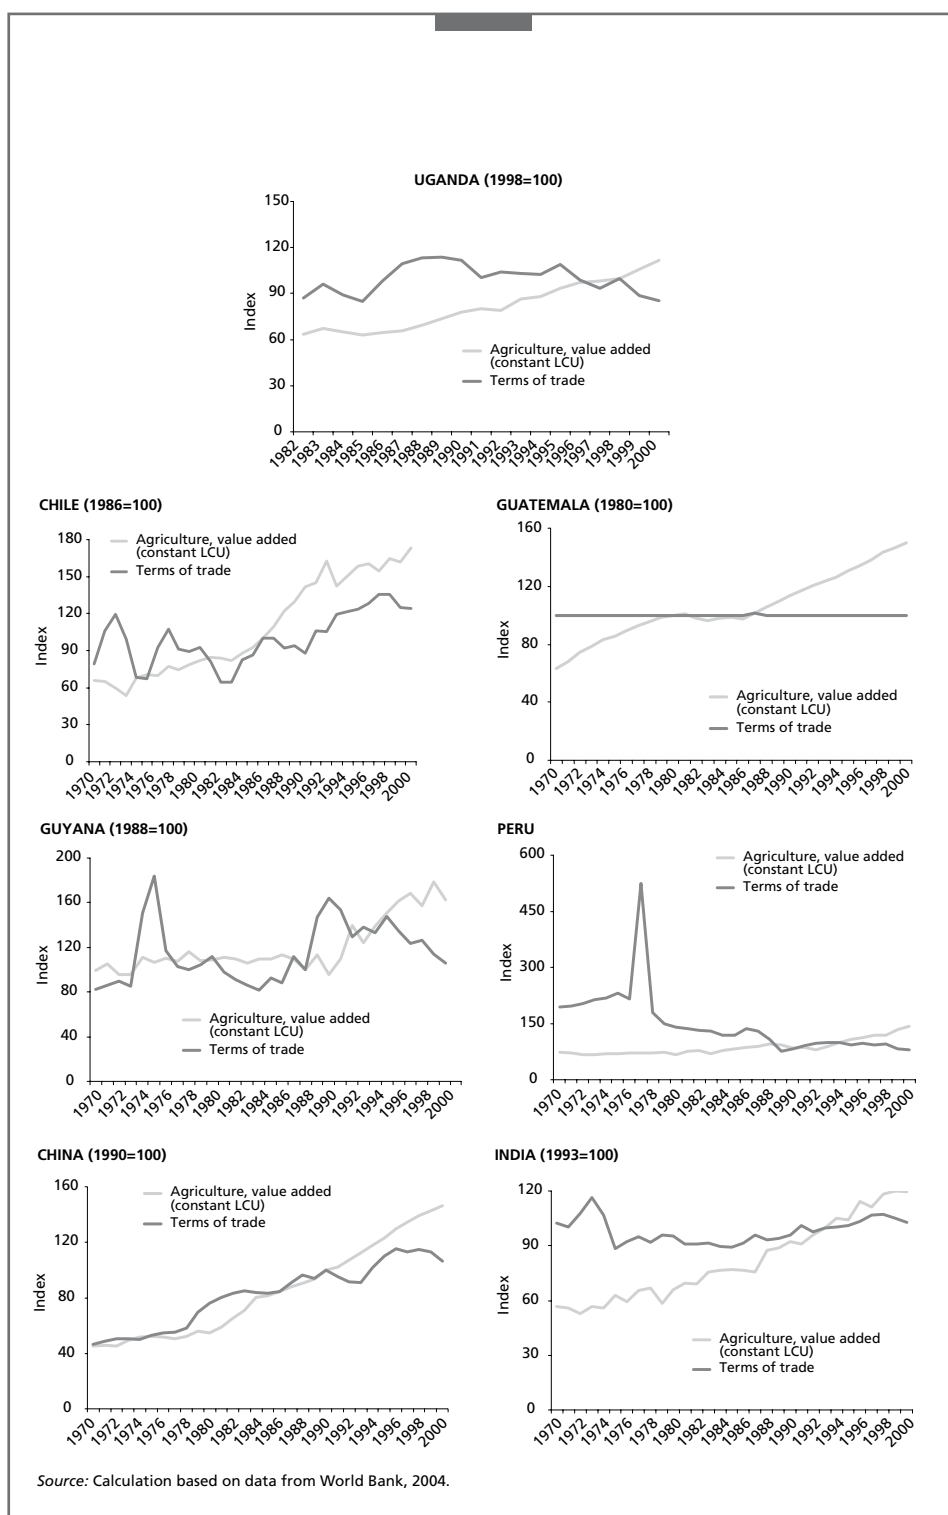 UGANDA (1998=100)
150
120
90
60
30
0
Index
Agriculture, value added
(constant LCU)
Terms of trade
1982 1983 1984 1985 1986 1987 1988 1989 1990 1991 1992 1993 1994 1995 1996 1997 1998 1999 2000
CHILE (1986=100)
180
150
120
90
60
30
0
Index
Agriculture, value added
(constant LCU)
Terms of trade
1970 1972 1974 1976 1978 1980 1982 1984 1986 1988 1990 1992 1994 1996 1998 2000
GUATEMALA (1980=100)
160
120
80
40
0
Index
Agriculture, value added
(constant LCU)
Terms of trade
1970 1972 1974 1976 1978 1980 1982 1984 1986 1988 1990 1992 1994 1996 1998 2000
GUYANA (1988=100)
200
160
120
80
40
0
Index
Agriculture, value added
(constant LCU)
Terms of trade
1970 1972 1974 1976 1978 1980 1982 1984 1986 1988 1990 1992 1994 1996 1998 2000
PERU
600
450
300
150
0
Index
Agriculture, value added
(constant LCU)
Terms of trade
1970 1972 1974 1976 1978 1980 1982 1984 1986 1988 1990 1992 1994 1996 1998 2000
CHINA (1990=100)
160
120
80
40
0
Index
Agriculture, value added
(constant LCU)
Terms of trade
1970 1972 1974 1976 1978 1980 1982 1984 1986 1988 1990 1992 1994 1996 1998 2000
INDIA (1993=100)
120
90
60
30
0
Index
Agriculture, value added
(constant LCU)
Terms of trade
1970 1972 1974 1976 1978 1980 1982 1984 1986 1988 1990 1992 1994 1996 1998 2000
Source: Calculation based on data from World Bank, 2004.